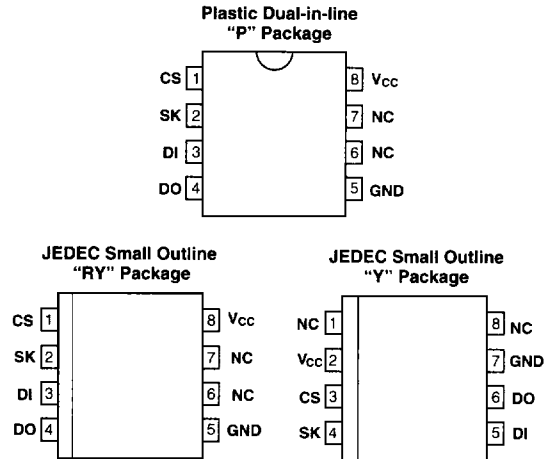 Plastic Dual-in-line
"P" Package
CS 1 8 VCC
SK 2 7 NC
DI 3 6 NC
DO 4 5 GND
JEDEC Small Outline
"RY" Package
CS 1 8 VCC
SK 2 7 NC
DI 3 6 NC
DO 4 5 GND
JEDEC Small Outline
"Y" Package
NC 1 8 NC
VCC 2 7 GND
CS 3 6 DO
SK 4 5 DI